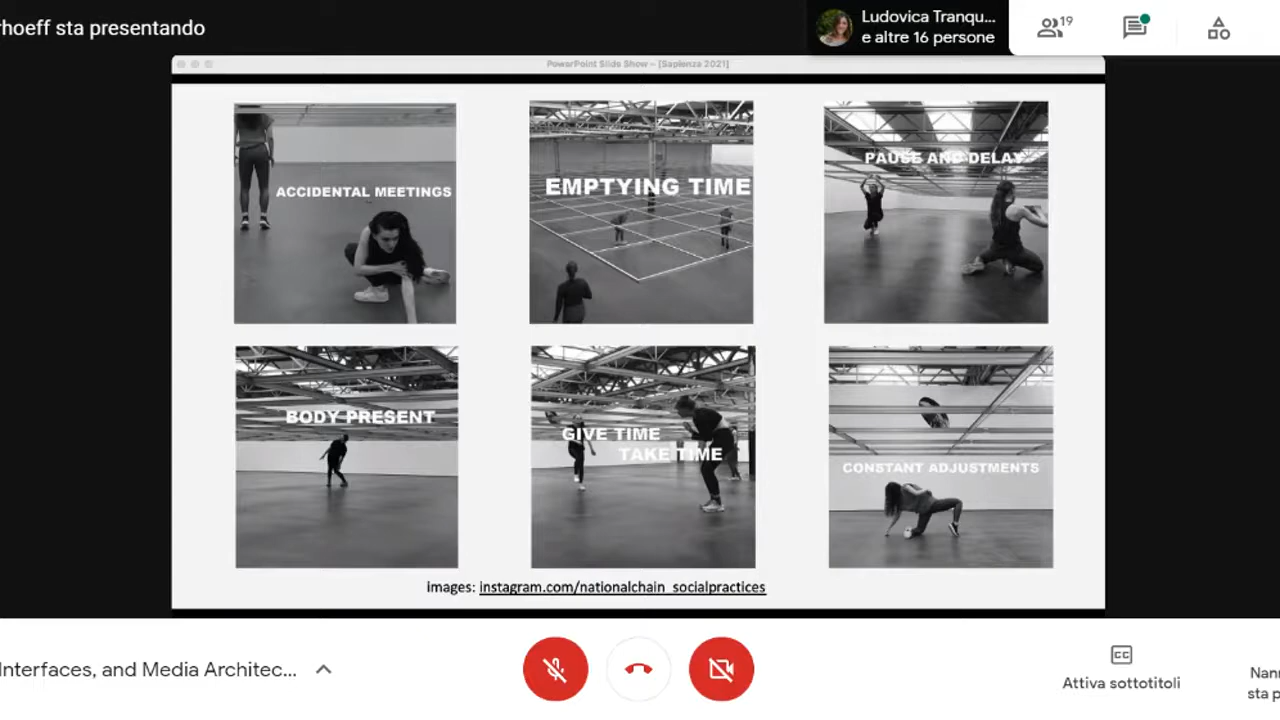 rhoeff sta presentando
Ludovica Tranqu...
e altre 16 persone
19
PowerPoint Slide Show - [Sapienza 2021]
ACCIDENTAL MEETINGS
EMPTYING TIME
PAUSE AND DELAY
BODY PRESENT
GIVE TIME
TAKE TIME
CONSTANT ADJUSTMENTS
images: instagram.com/nationalchain_socialpractices
Interfaces, and Media Architec...
CC
Attiva sottotitoli
Nann
sta p